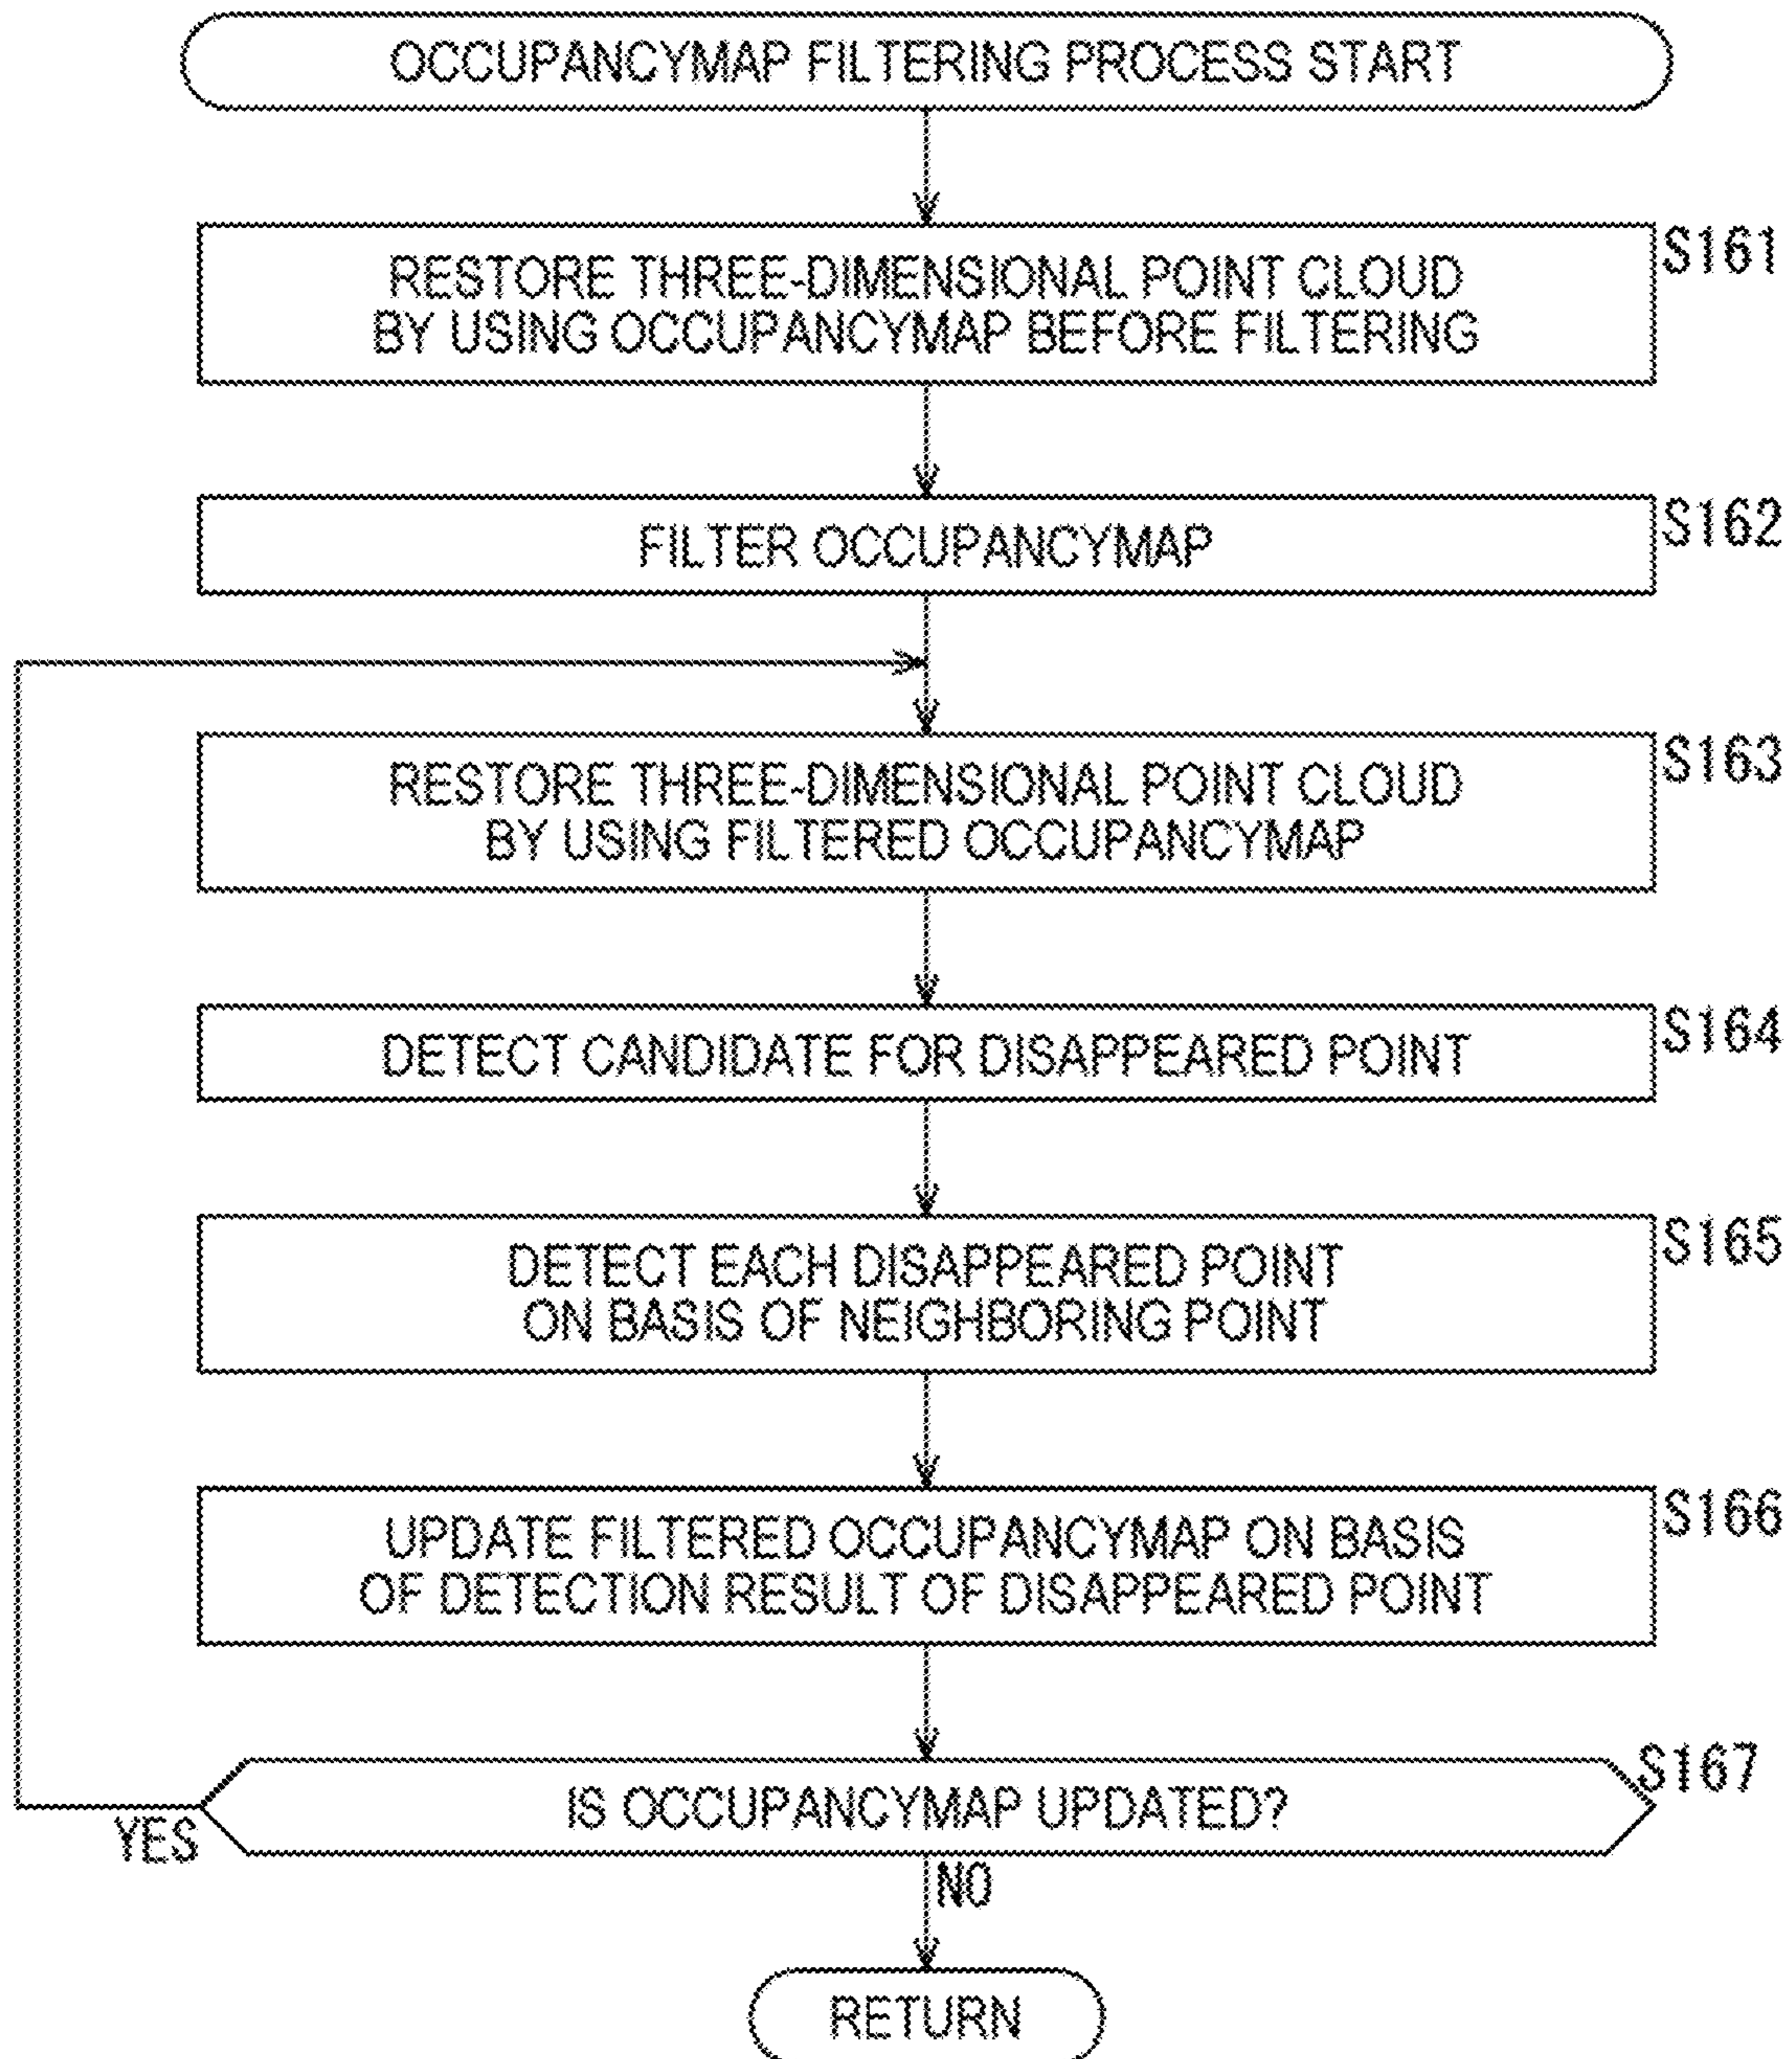 OCCUPANCYMAP FILTERING PROCESS START
S161
RESTORE THREE-DIMENSIONAL POINT CLOUD
BY USING OCCUPANCYMAP BEFORE FILTERING
S162
FILTER OCCUPANCYMAP
S163
RESTORE THREE-DIMENSIONAL POINT CLOUD
BY USING FILTERED OCCUPANCYMAP
S164
DETECT CANDIDATE FOR DISAPPEARED POINT
S165
DETECT EACH DISAPPEARED POINT
ON BASIS OF NEIGHBORING POINT
S166
UPDATE FILTERED OCCUPANCYMAP ON BASIS
OF DETECTION RESULT OF DISAPPEARED POINT
S167
IS OCCUPANCYMAP UPDATED?
YES
NO
RETURN